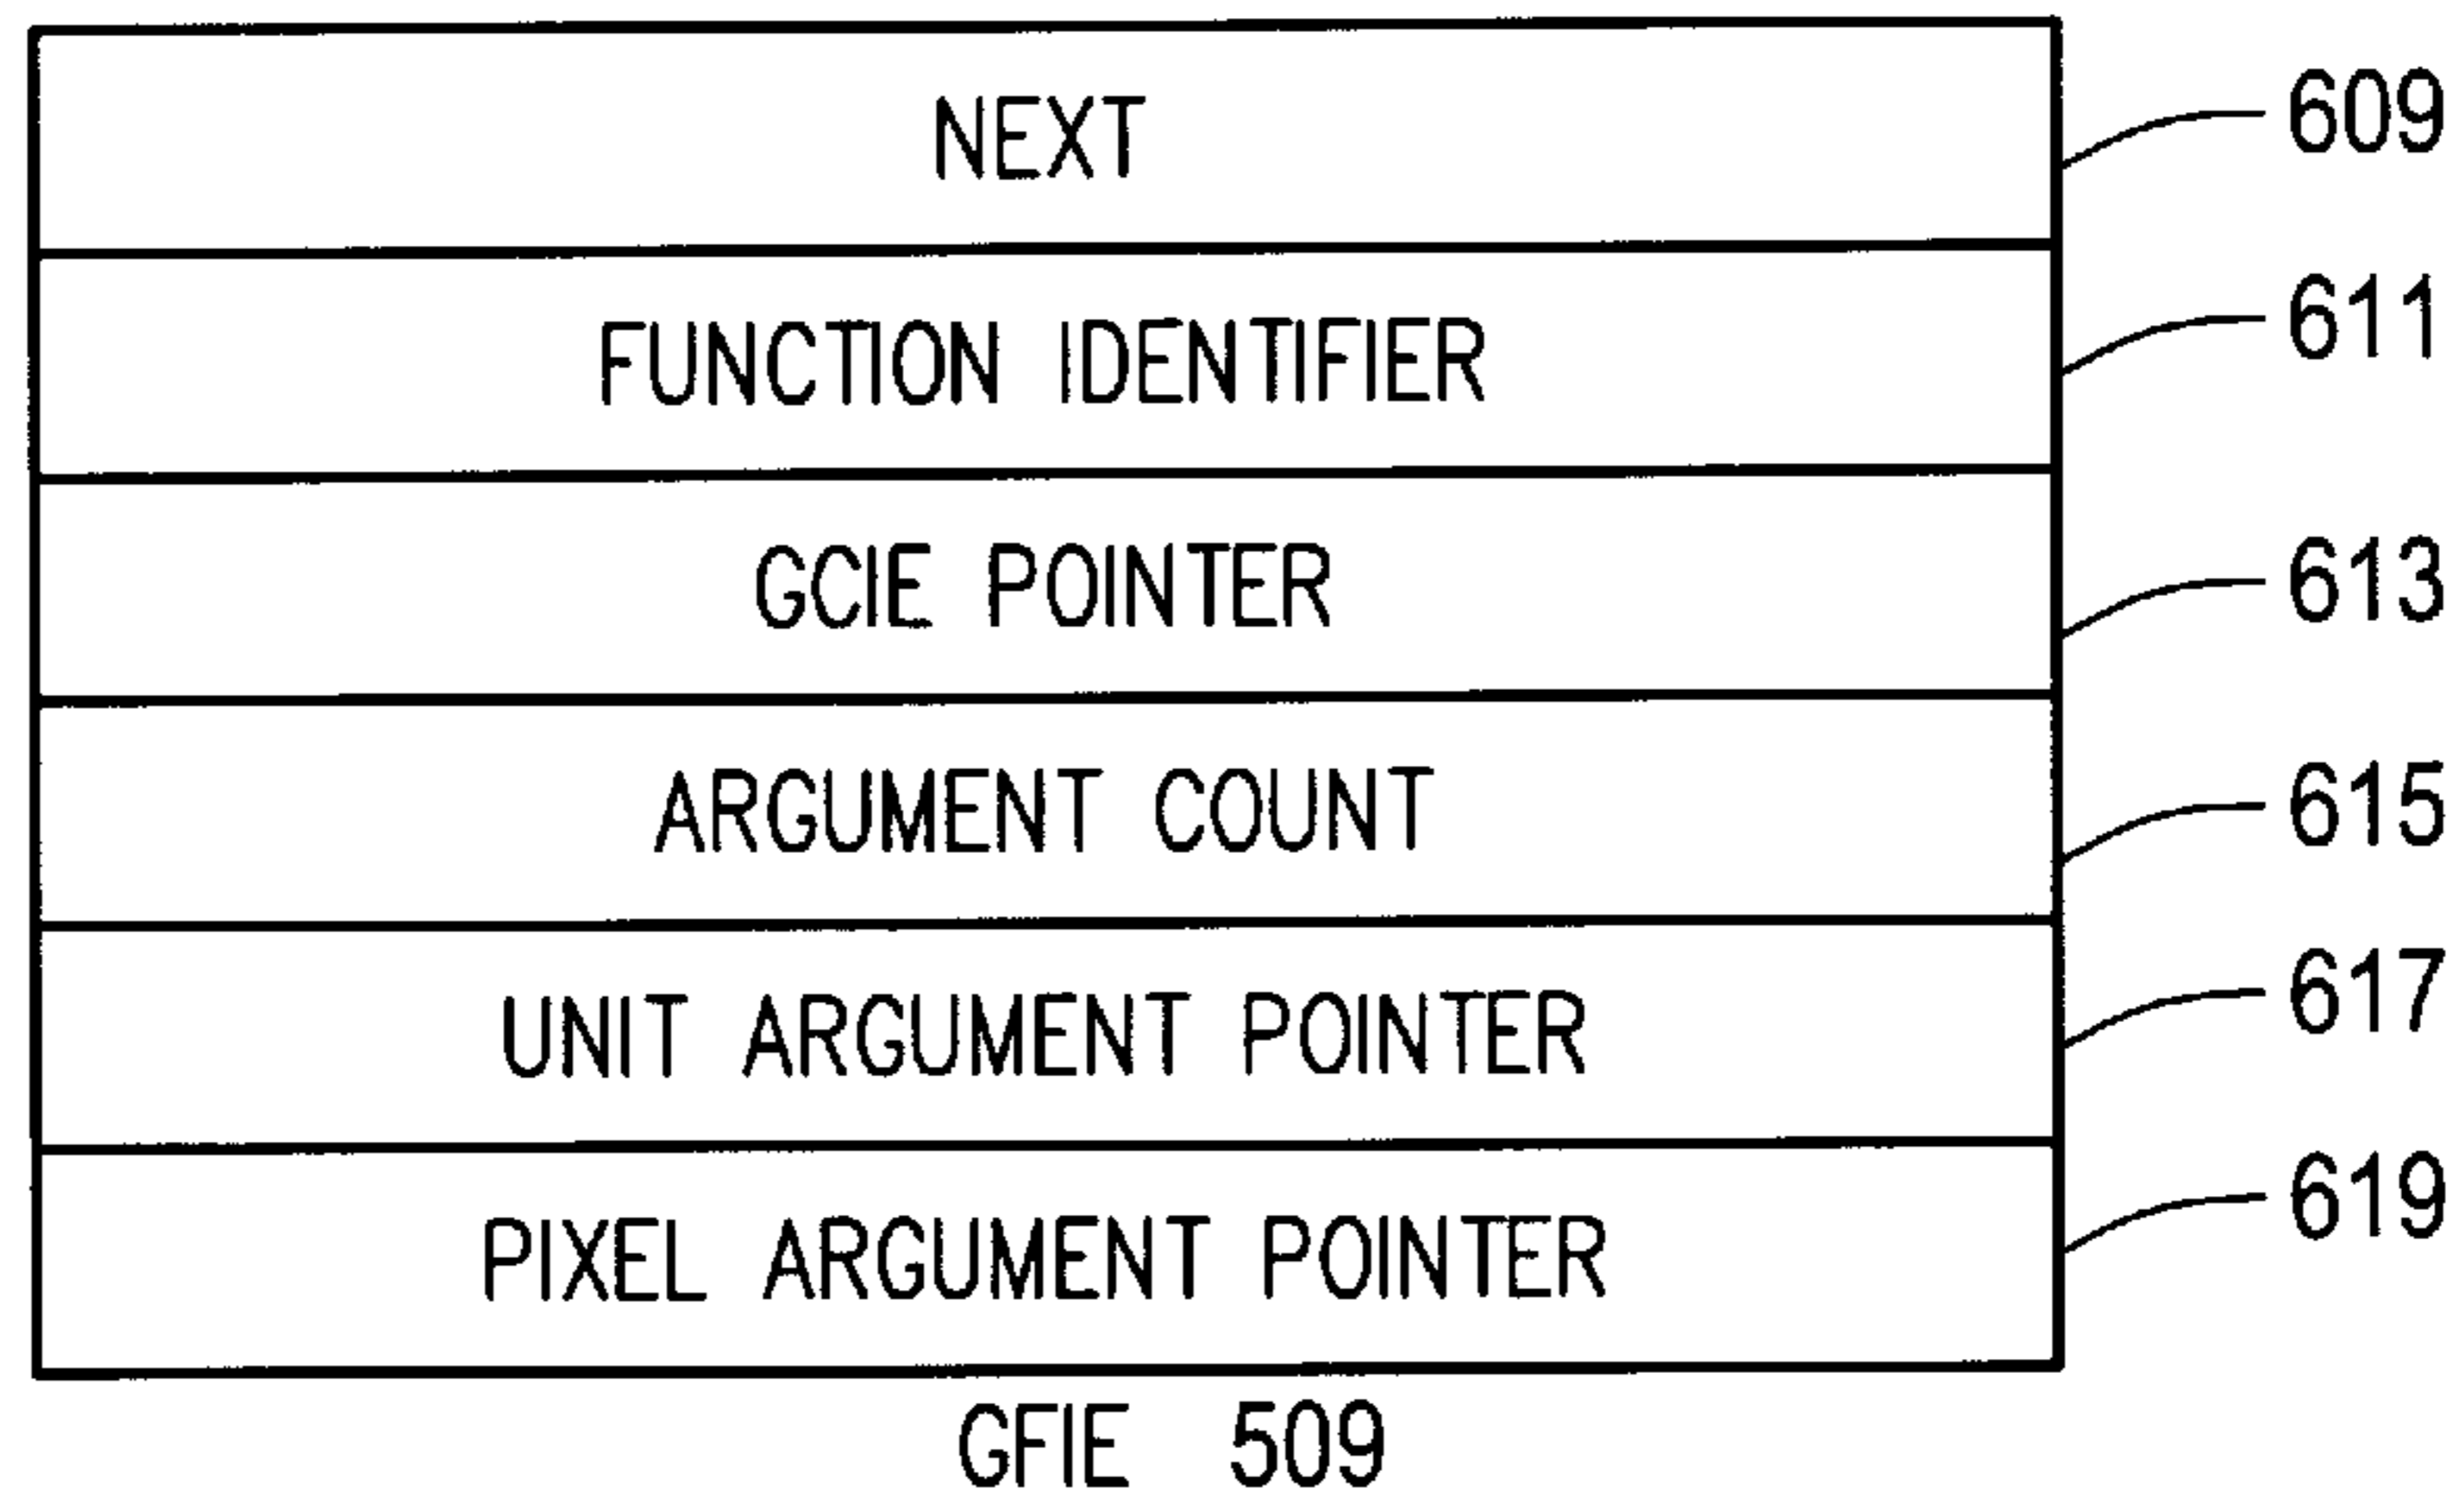 NEXT 609
FUNCTION IDENTIFIER 611
GCIE POINTER 613
ARGUMENT COUNT 615
UNIT ARGUMENT POINTER 617
PIXEL ARGUMENT POINTER 619
GFIE 509